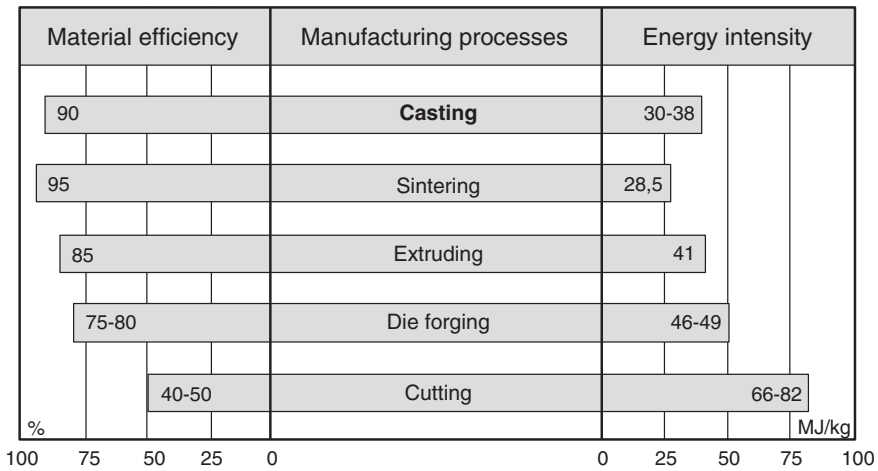 Material efficiency Manufacturing processes Energy intensity
90 Casting 30-38
95 Sintering 28,5
85 Extruding 41
75-80 Die forging 46-49
40-50 Cutting 66-82
% MJ/kg
100 75 50 25 0 0 25 50 75 100